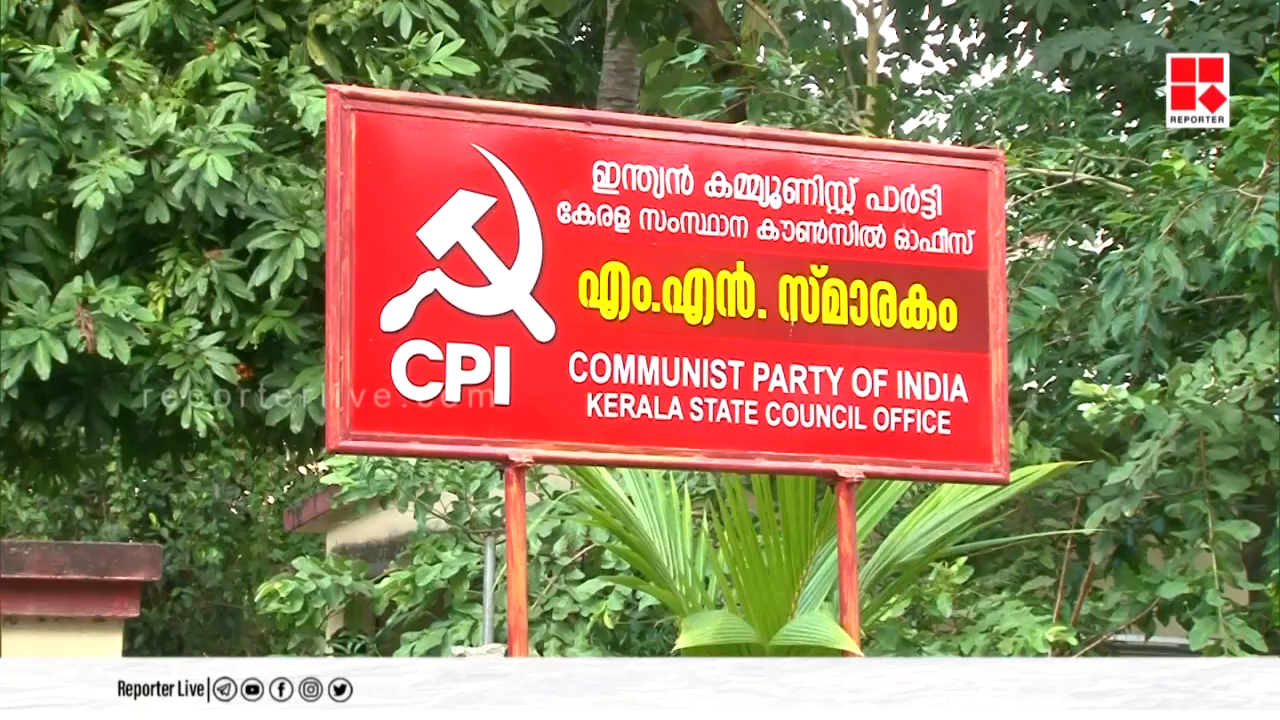 REPORTER
ഇന്ത്യൻ കമ്മ്യൂണിസ്റ്റ് പാർട്ടി
കേരള സംസ്ഥാന കൗൺസിൽ ഓഫീസ്
എം.എൻ. സ്മാരകം
CPI
COMMUNIST PARTY OF INDIA
KERALA STATE COUNCIL OFFICE
reporterlive.com
Reporter Live